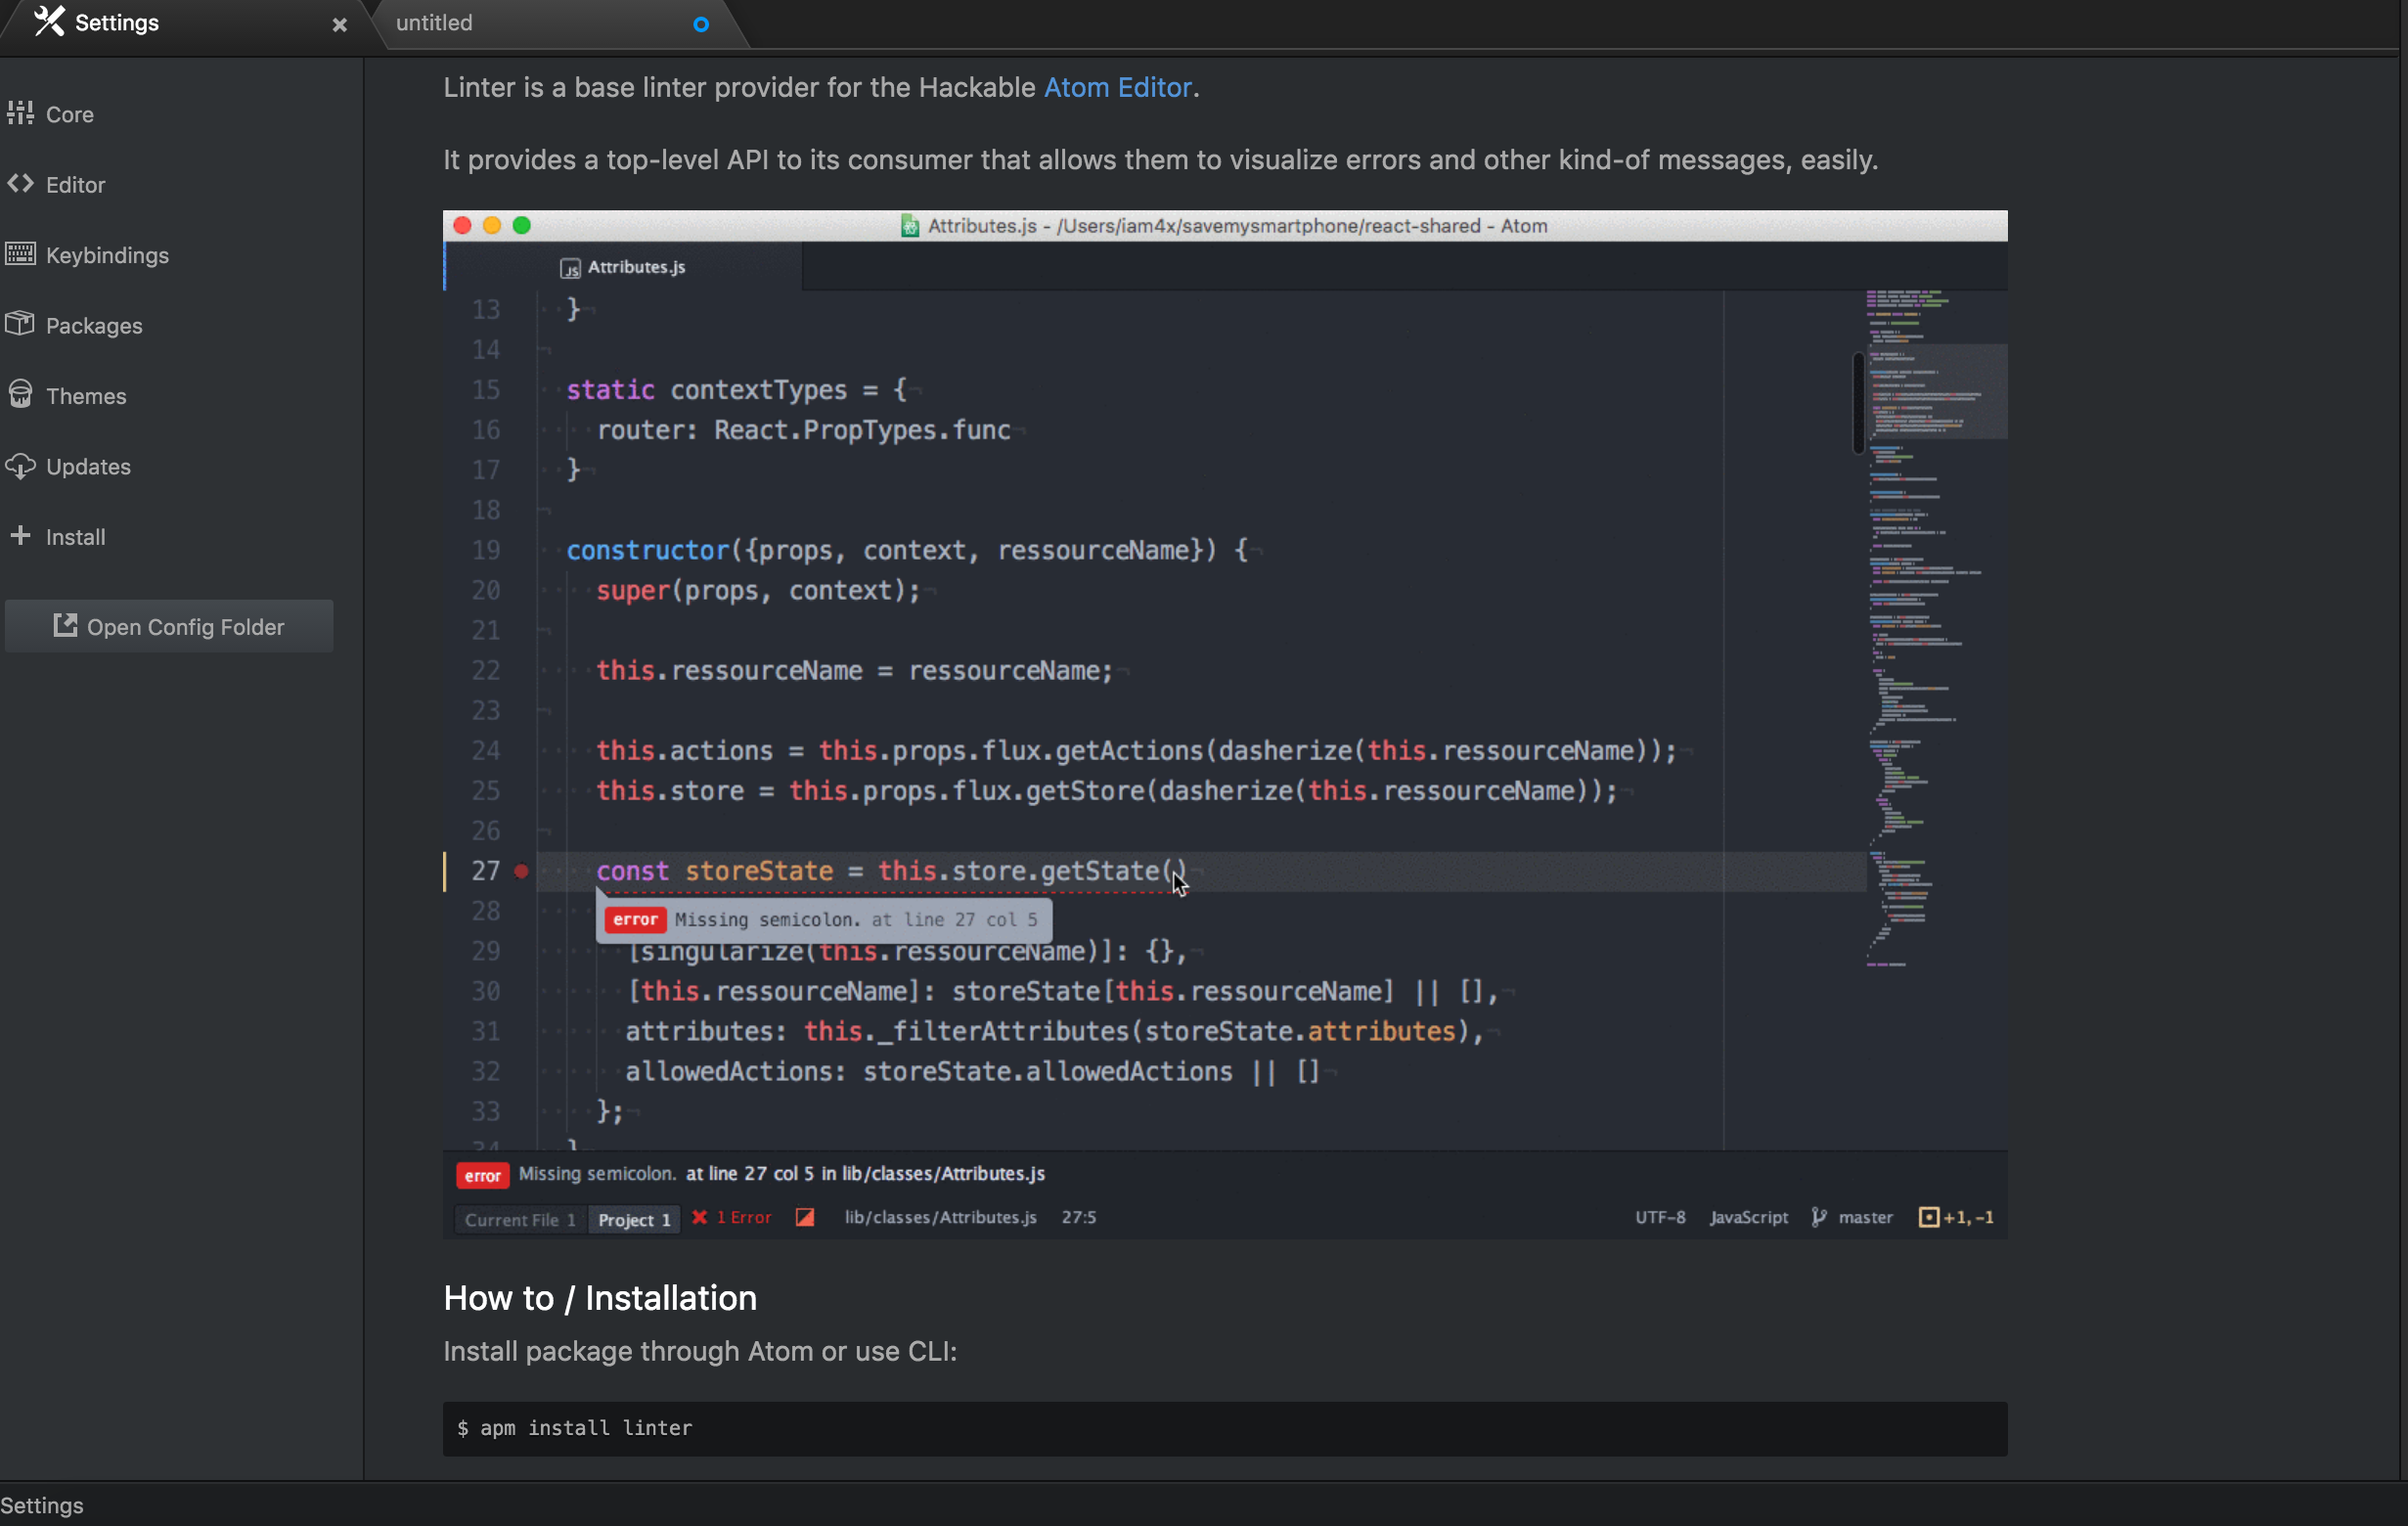 Settings
untitled
Core
Editor
Keybindings
Packages
Themes
Updates
Install
Open Config Folder
Linter is a base linter provider for the Hackable Atom Editor.
It provides a top-level API to its consumer that allows them to visualize errors and other kind-of messages, easily.
Attributes.js - /Users/iam4x/savemysmartphone/react-shared - Atom
JS Attributes.js
13 }
14
15 static contextTypes = {
16 router: React.PropTypes.func
17 }
18
19 constructor({props, context, ressourceName}) {
20 super(props, context);
21
22 this.ressourceName = ressourceName;
23
24 this.actions = this.props.flux.getActions(dasherize(this.ressourceName));
25 this.store = this.props.flux.getStore(dasherize(this.ressourceName));
26
27 const storeState = this.store.getState()
28
error Missing semicolon. at line 27 col 5
29 [singularize(this.ressourceName)]: {},
30 [this.ressourceName]: storeState[this.ressourceName] || [],
31 attributes: this._filterAttributes(storeState.attributes),
32 allowedActions: storeState.allowedActions || []
33 };
34 }
error Missing semicolon. at line 27 col 5 in lib/classes/Attributes.js
Current File 1 Project 1 1 Error lib/classes/Attributes.js 27:5 UTF-8 JavaScript master +1, -1
How to / Installation
Install package through Atom or use CLI:
$ apm install linter
Settings